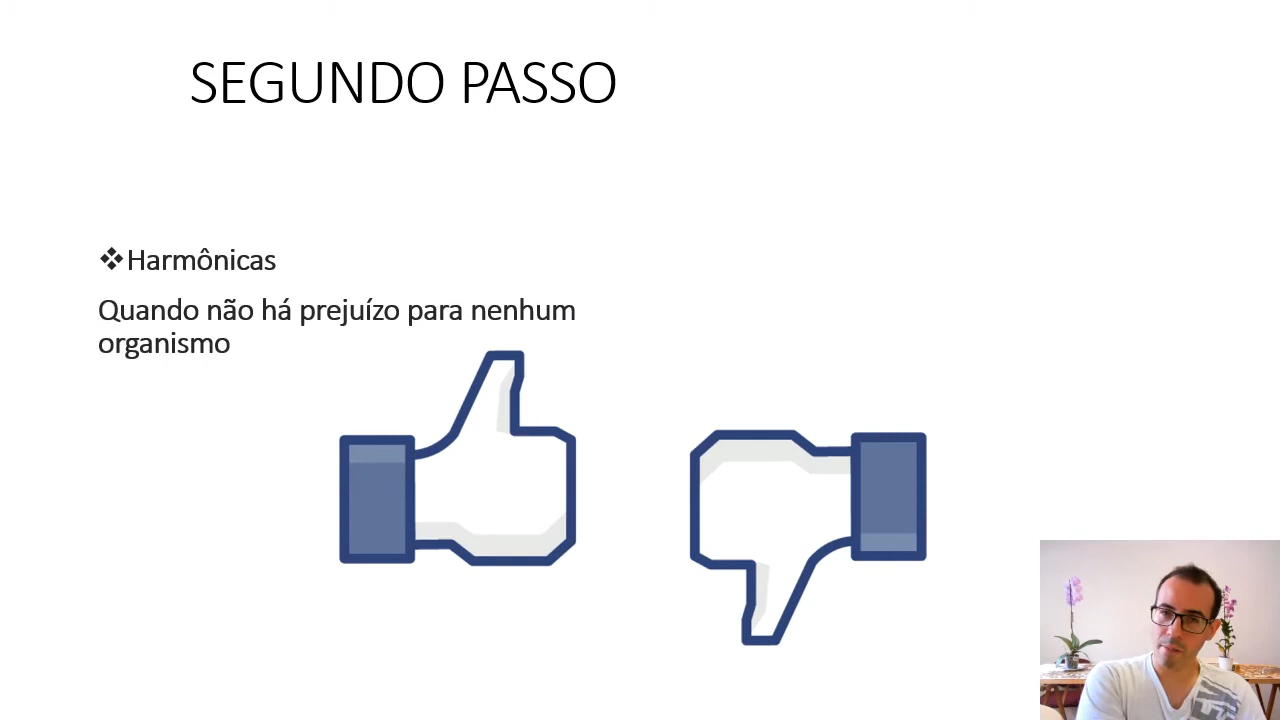 SEGUNDO PASSO
❖Harmônicas
Quando não há prejuízo para nenhum
organismo